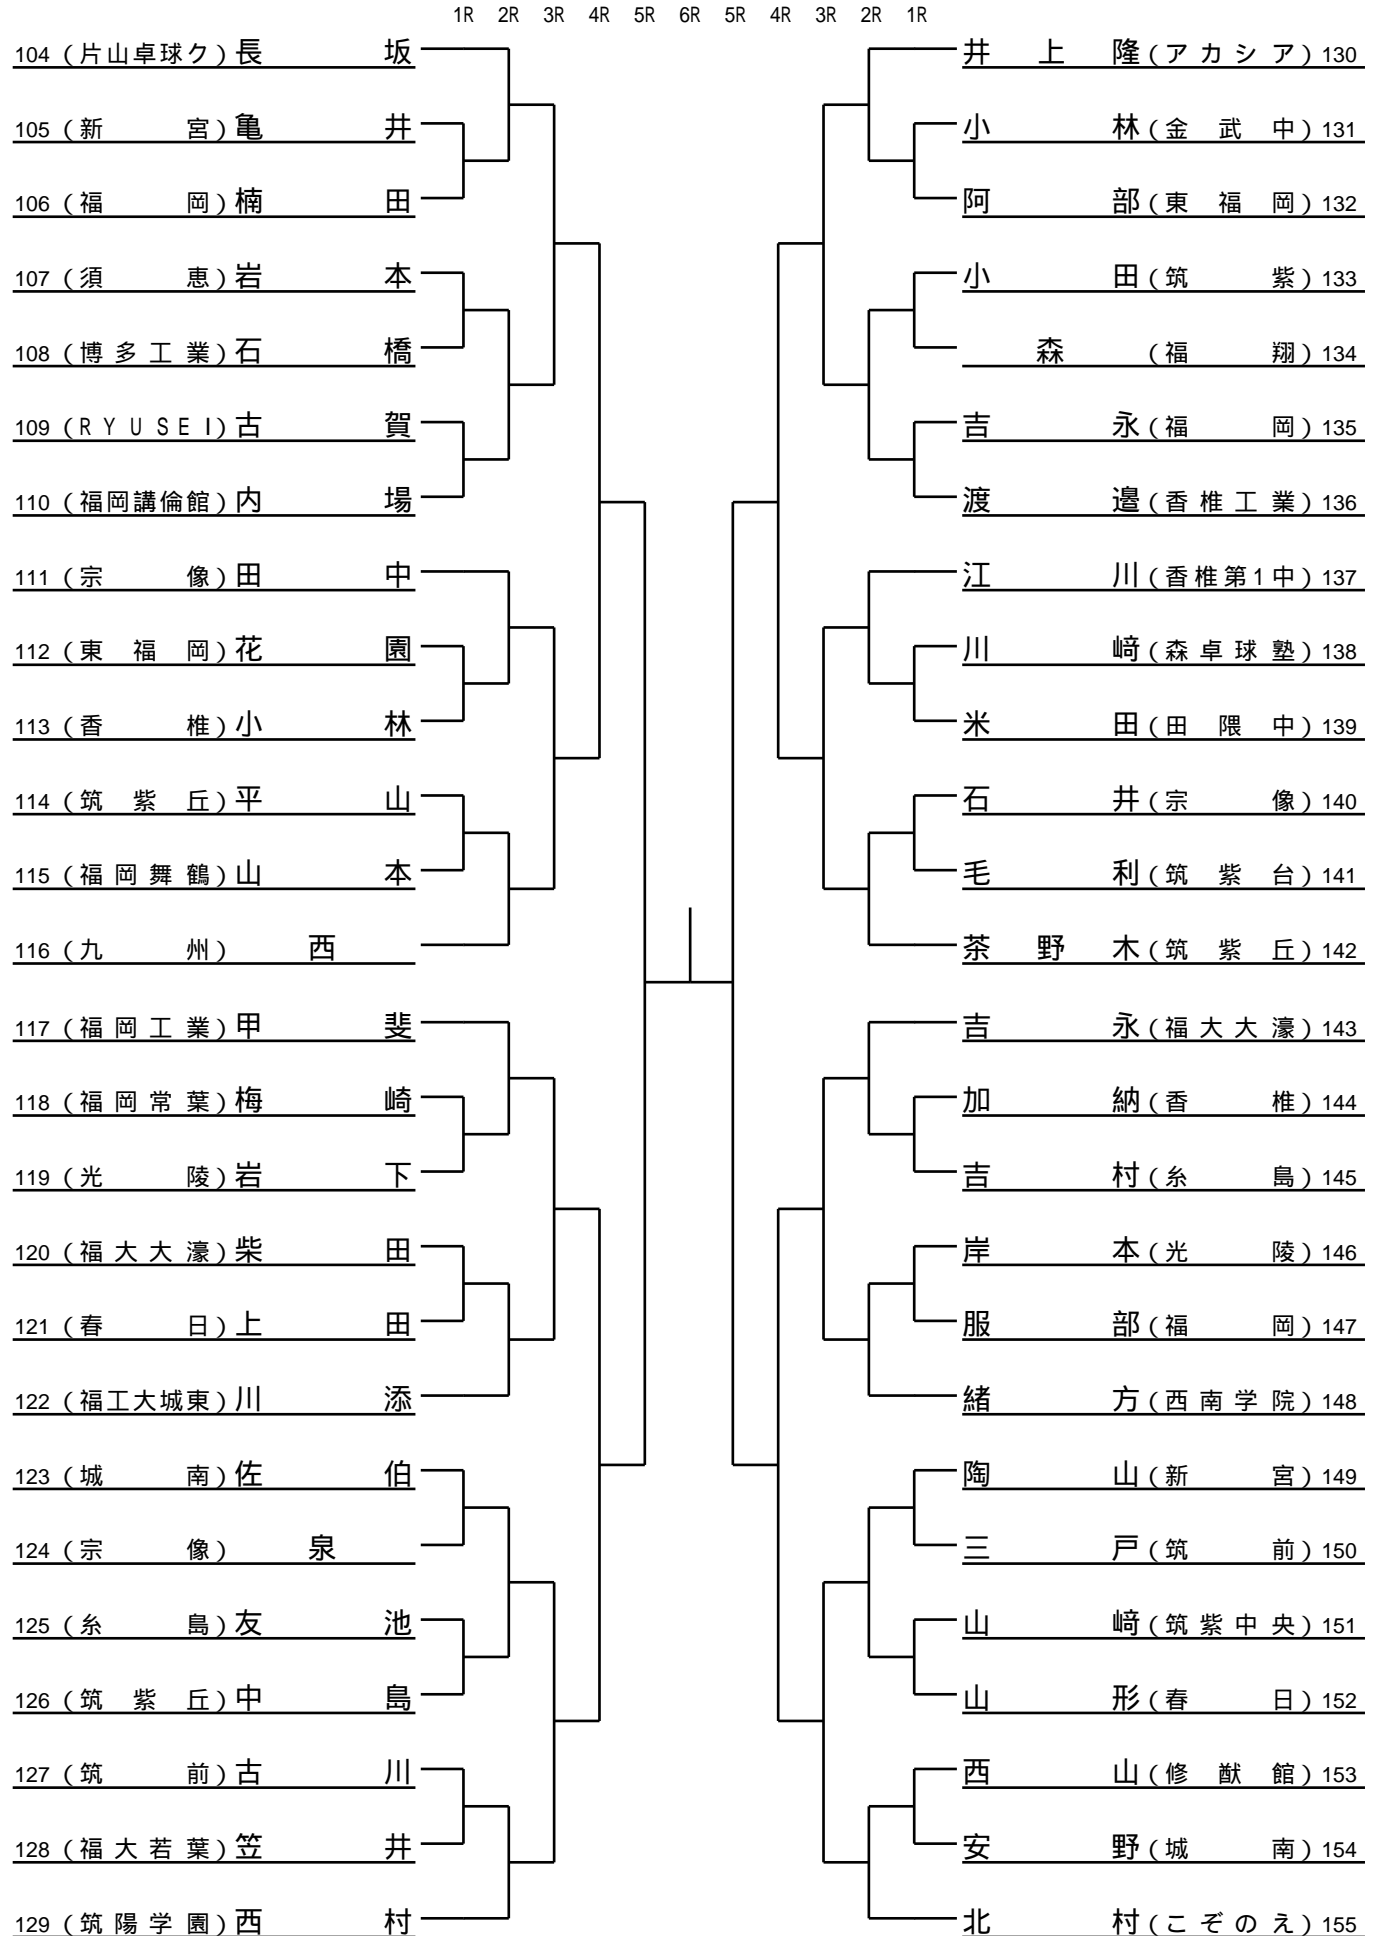 1R 2R 3R 4R 5R 6R 5R 4R 3R 2R 1R
104 (片山卓球ク) 長坂
105 (新宮) 亀井
106 (福岡) 楠田
107 (須恵) 岩本
108 (博多工業) 石橋
109 (RYUSEI) 古賀
110 (福岡講倫館) 内場
111 (宗像) 田中
112 (東福岡) 花園
113 (香椎) 小林
114 (筑紫丘) 平山
115 (福岡舞鶴) 山本
116 (九州) 西
117 (福岡工業) 甲斐
118 (福岡常葉) 梅崎
119 (光陵) 岩下
120 (福大大濠) 柴田
121 (春日) 上田
122 (福工大城東) 川添
123 (城南) 佐伯
124 (宗像) 泉
125 (糸島) 友池
126 (筑紫丘) 中島
127 (筑前) 古川
128 (福大若葉) 笠井
129 (筑陽学園) 西村
井上隆 (アカシア) 130
小林 (金武中) 131
阿部 (東福岡) 132
小田 (筑紫) 133
森 (福翔) 134
吉永 (福岡) 135
渡邉 (香椎工業) 136
江川 (香椎第1中) 137
川﨑 (森卓球塾) 138
米田 (田隈中) 139
石井 (宗像) 140
毛利 (筑紫台) 141
茶野木 (筑紫丘) 142
吉永 (福大大濠) 143
加納 (香椎) 144
吉村 (糸島) 145
岸本 (光陵) 146
服部 (福岡) 147
緒方 (西南学院) 148
陶山 (新宮) 149
三戸 (筑前) 150
山﨑 (筑紫中央) 151
山形 (春日) 152
西山 (修猷館) 153
安野 (城南) 154
北村 (こぞのえ) 155